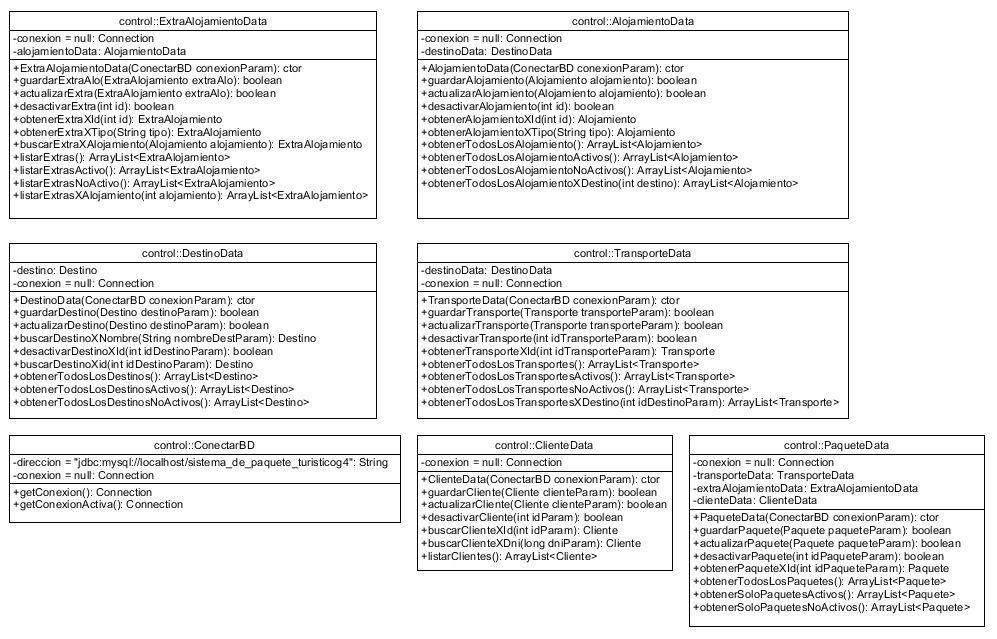 control::ExtraAlojamientoData
-conexion = null: Connection
-alojamientoData: AlojamientoData
+ExtraAlojamientoData(ConectarBD conexionParam): ctor
+guardarExtraAlo(ExtraAlojamiento extraAlo): boolean
+actualizarExtra(ExtraAlojamiento extraAlo): boolean
+desactivarExtra(int id): boolean
+obtenerExtraXId(int id): ExtraAlojamiento
+obtenerExtraXTipo(String tipo): ExtraAlojamiento
+buscarExtraXAlojamiento(Alojamiento alojamiento): ExtraAlojamiento
+listarExtras(): ArrayList<ExtraAlojamiento>
+listarExtrasActivo(): ArrayList<ExtraAlojamiento>
+listarExtrasNoActivo(): ArrayList<ExtraAlojamiento>
+listarExtrasXAlojamiento(int alojamiento): ArrayList<ExtraAlojamiento>
control::AlojamientoData
-conexion = null: Connection
-destinoData: DestinoData
+AlojamientoData(ConectarBD conexionParam): ctor
+guardarAlojamiento(Alojamiento alojamiento): boolean
+actualizarAlojamiento(Alojamiento alojamiento): boolean
+desactivarAlojamiento(int id): boolean
+obtenerAlojamientoXId(int id): Alojamiento
+obtenerAlojamientoXTipo(String tipo): Alojamiento
+obtenerTodosLosAlojamiento(): ArrayList<Alojamiento>
+obtenerTodosLosAlojamientoActivos(): ArrayList<Alojamiento>
+obtenerTodosLosAlojamientoNoActivos(): ArrayList<Alojamiento>
+obtenerTodosLosAlojamientoXDestino(int destino): ArrayList<Alojamiento>
control::DestinoData
-destino: Destino
-conexion = null: Connection
+DestinoData(ConectarBD conexionParam): ctor
+guardarDestino(Destino destinoParam): boolean
+actualizarDestino(Destino destinoParam): boolean
+buscarDestinoXNombre(String nombreDestParam): Destino
+desactivarDestinoXId(int idDestinoParam): boolean
+buscarDestinoXid(int idDestinoParam): Destino
+obtenerTodosLosDestinos(): ArrayList<Destino>
+obtenerTodosLosDestinosActivos(): ArrayList<Destino>
+obtenerTodosLosDestinosNoActivos(): ArrayList<Destino>
control::TransporteData
-destinoData: DestinoData
-conexion = null: Connection
+TransporteData(ConectarBD conexionParam): ctor
+guardarTransporte(Transporte transporteParam): boolean
+actualizarTransporte(Transporte transporteParam): boolean
+desactivarTransporte(int idTransporteParam): boolean
+obtenerTransporteXId(int idTransporteParam): Transporte
+obtenerTodosLosTransportes(): ArrayList<Transporte>
+obtenerTodosLosTransportesActivos(): ArrayList<Transporte>
+obtenerTodosLosTransportesNoActivos(): ArrayList<Transporte>
+obtenerTodosLosTransportesXDestino(int idDestinoParam): ArrayList<Transporte>
control::ConectarBD
-direccion = "jdbc:mysql://localhost/sistema_de_paquete_turisticog4": String
-conexion = null: Connection
+getConexion(): Connection
+getConexionActiva(): Connection
control::ClienteData
-conexion = null: Connection
+ClienteData(ConectarBD conexionParam): ctor
+guardarCliente(Cliente clienteParam): boolean
+actualizarCliente(Cliente clienteParam): boolean
+desactivarCliente(int idParam): boolean
+buscarClienteXId(int idParam): Cliente
+buscarClienteXDni(long dniParam): Cliente
+listarClientes(): ArrayList<Cliente>
control::PaqueteData
-conexion = null: Connection
-transporteData: TransporteData
-extraAlojamientoData: ExtraAlojamientoData
-clienteData: ClienteData
+PaqueteData(ConectarBD conexionParam): ctor
+guardarPaquete(Paquete paqueteParam): boolean
+actualizarPaquete(Paquete paqueteParam): boolean
+desactivarPaquete(int idPaqueteParam): boolean
+obtenerPaqueteXId(int idPaqueteParam): Paquete
+obtenerTodosLosPaquetes(): ArrayList<Paquete>
+obtenerSoloPaquetesActivos(): ArrayList<Paquete>
+obtenerSoloPaquetesNoActivos(): ArrayList<Paquete>